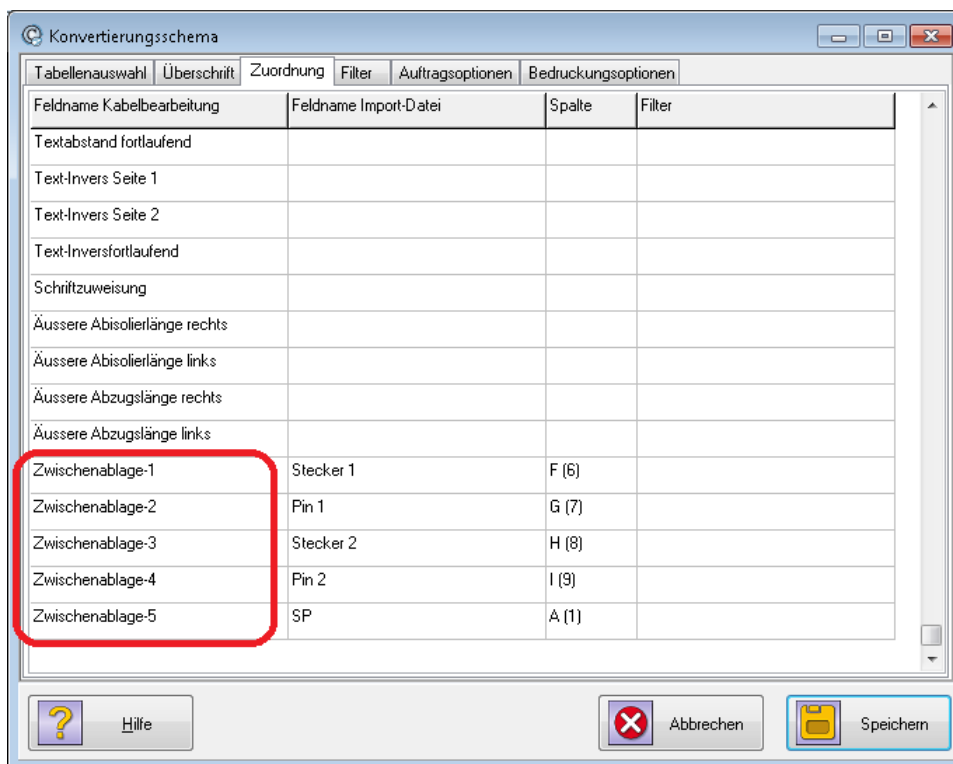 Konvertierungsschema
Tabellenauswahl Überschrift Zuordnung Filter Auftragsoptionen Bedruckungsoptionen
Feldname Kabelbearbeitung Feldname Import-Datei Spalte Filter
Textabstand fortlaufend
Text-Invers Seite 1
Text-Invers Seite 2
Text-Inversfortlaufend
Schriftzuweisung
Äussere Abisolierlänge rechts
Äussere Abisolierlänge links
Äussere Abzugslänge rechts
Äussere Abzugslänge links
Zwischenablage-1 Stecker 1 F (6)
Zwischenablage-2 Pin 1 G (7)
Zwischenablage-3 Stecker 2 H (8)
Zwischenablage-4 Pin 2 I (9)
Zwischenablage-5 SP A (1)
Hilfe Abbrechen Speichern